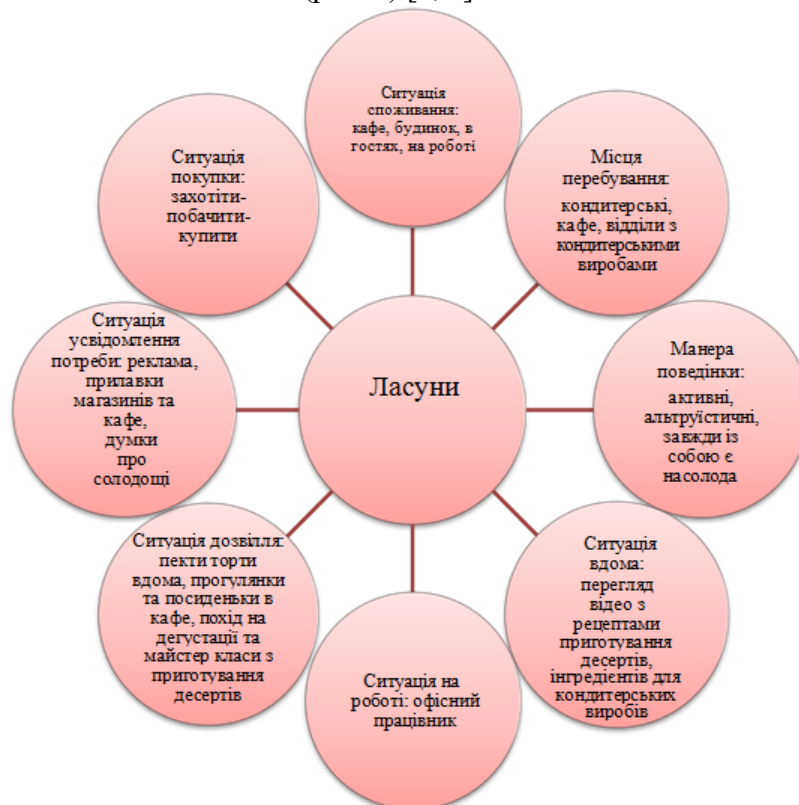 Ситуація
споживання:
кафе, будинок, в
гостях, на роботі
Місця
перебування:
кондитерські,
кафе, відділи з
кондитерськими
виробами
Манера
поведінки:
активні,
альтруїстичні,
завжди із
собою є
насолода
Ситуація
вдома:
перегляд
відео з
рецептами
приготування
десертів,
інгредієнтів для
кондитерських
виробів
Ситуація на
роботі: офісний
працівник
Ситуація дозвілля:
пекти торти
вдома, прогулянки
та посиденьки в
кафе, похід на
дегустації та
майстер класи з
приготування
десертів
Ситуація
усвідомлення
потреби: реклама,
прилавки
магазинів та
кафе,
думки
про
солодощі
Ситуація
покупки:
захотіти-
побачити-
купити
Ласуни